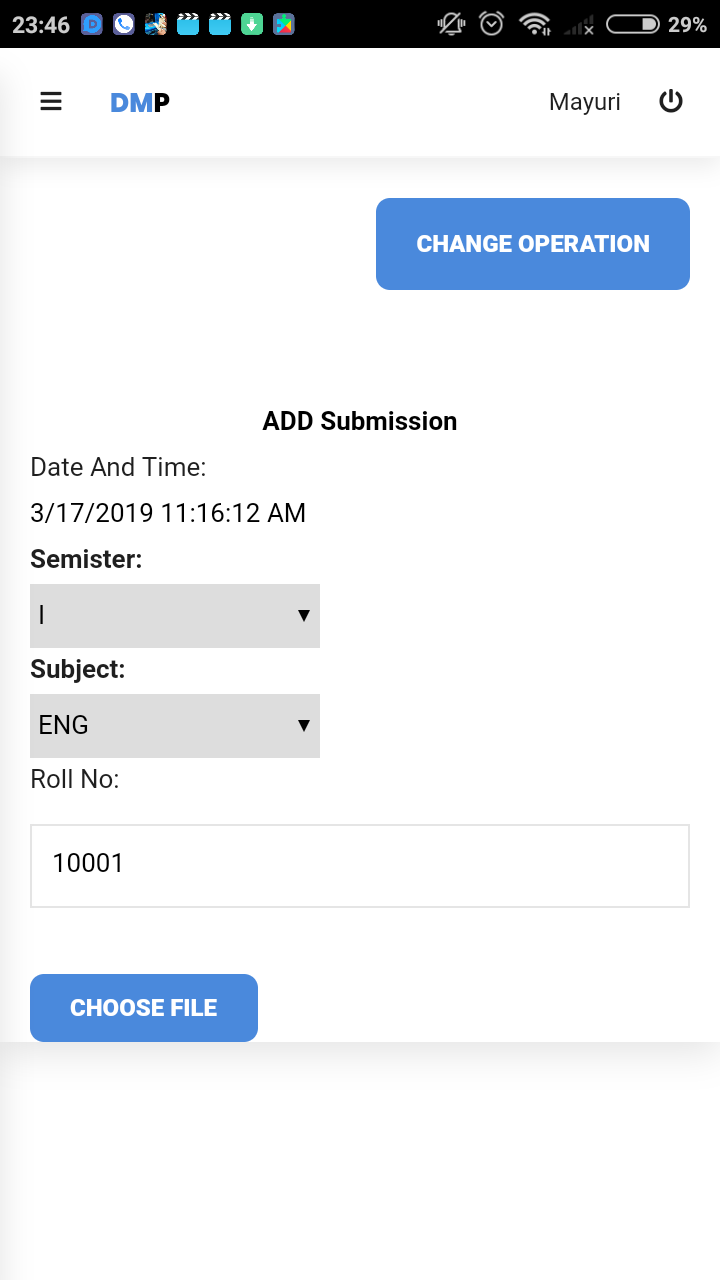 23:46 29%
DMP Mayuri
CHANGE OPERATION
ADD Submission
Date And Time:
3/17/2019 11:16:12 AM
Semister:
I
Subject:
ENG
Roll No:
10001
CHOOSE FILE